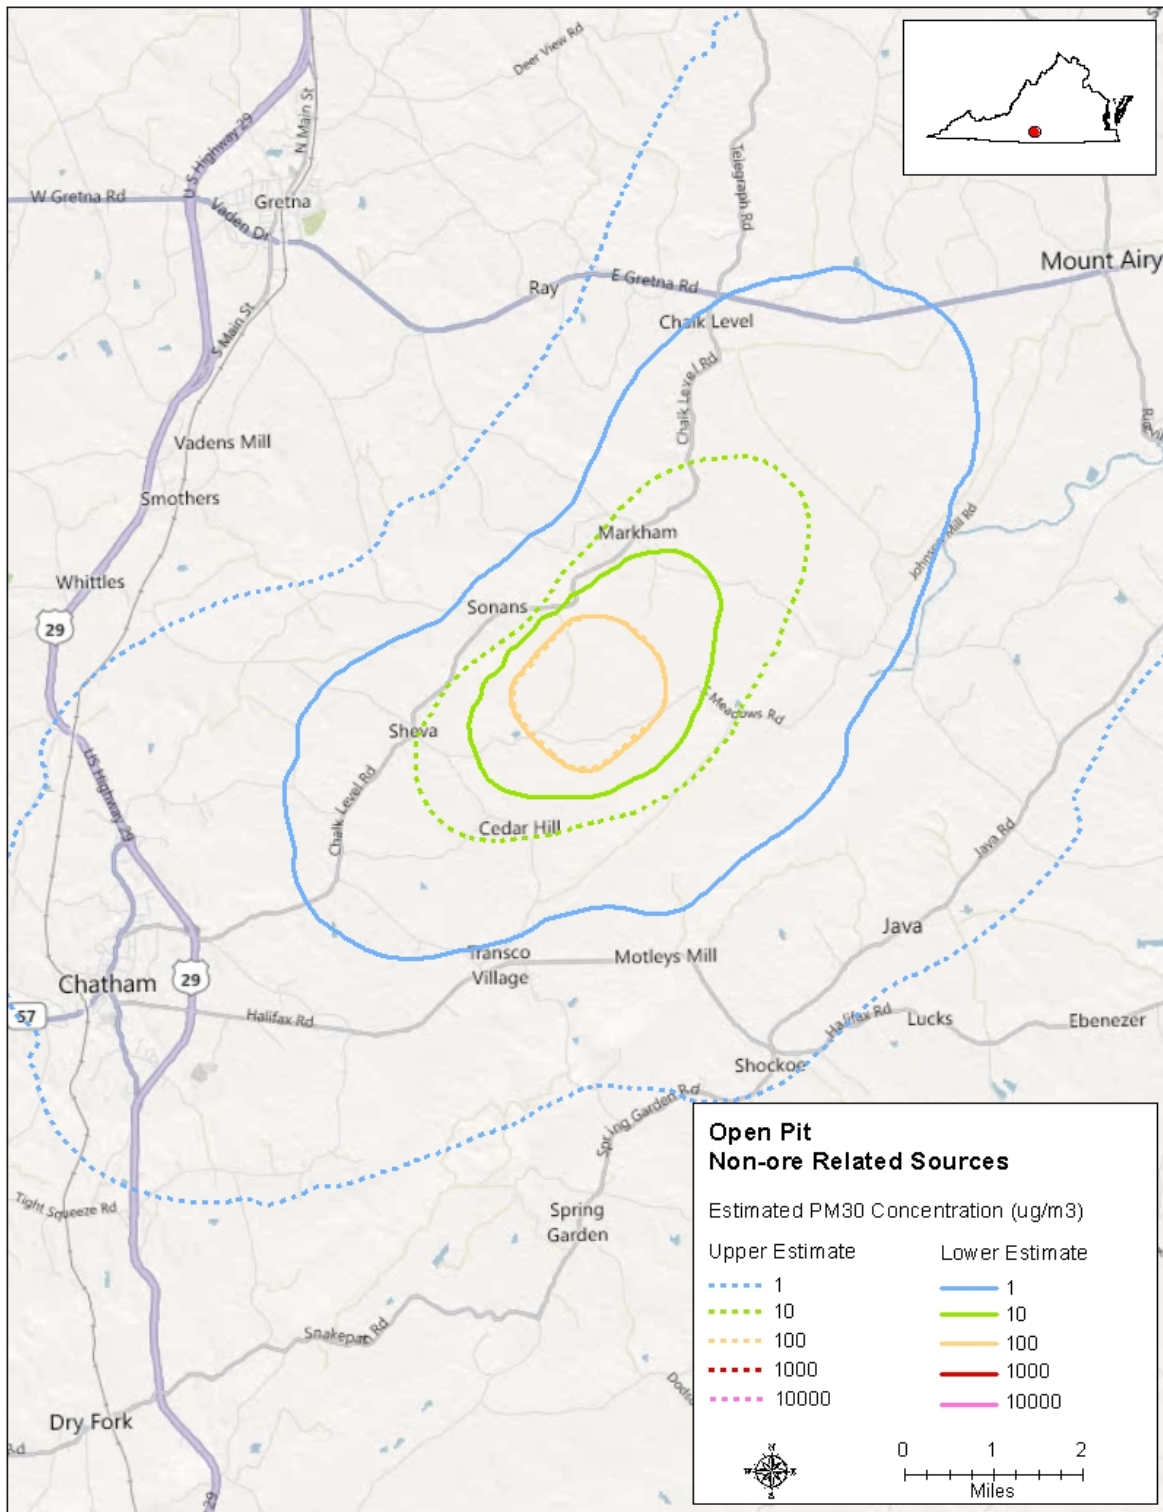 Deer View Rd
N Main St
U S Highway 29
W Gretna Rd
Gretna
Vaden Dr
Telegraph Rd
Mount Airy
Ray
E Gretna Rd
Chalk Level
S Main St
Chalk Level Rd
Vadens Mill
Smothers
Markham
Johnson Mill Rd
Whittles
Sonans
29
Meadows Rd
Sheva
US Highway 29
Chalk Level Rd
Cedar Hill
Java Rd
Java
Transco
Village
Motleys Mill
Chatham
29
57
Halifax Rd
Halifax Rd
Lucks
Ebenezer
Shockoe
Spring Garden Rd
Tight Squeeze Rd
Spring
Garden
Snakepath Rd
Dry Fork
Rd
29
Open Pit
Non-ore Related Sources
Estimated PM30 Concentration (ug/m3)
Upper Estimate Lower Estimate
1 1
10 10
100 100
1000 1000
10000 10000
N
W E
S
0 1 2
Miles